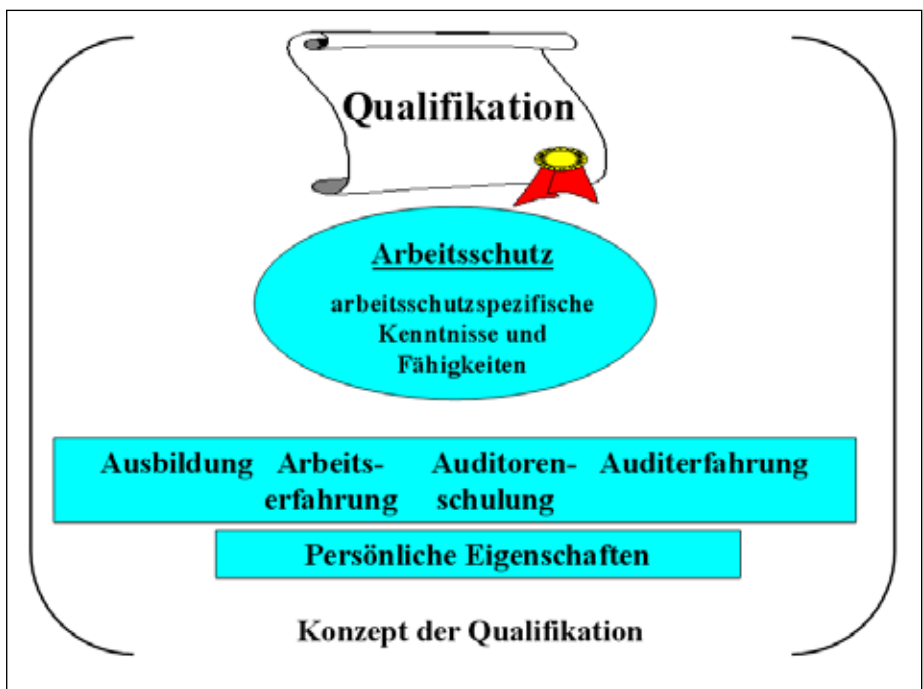 Qualifikation
Arbeitsschutz
arbeitsschutzspezifische
Kenntnisse und
Fähigkeiten
Ausbildung Arbeits- Auditoren- Auditerfahrung
erfahrung schulung
Persönliche Eigenschaften
Konzept der Qualifikation